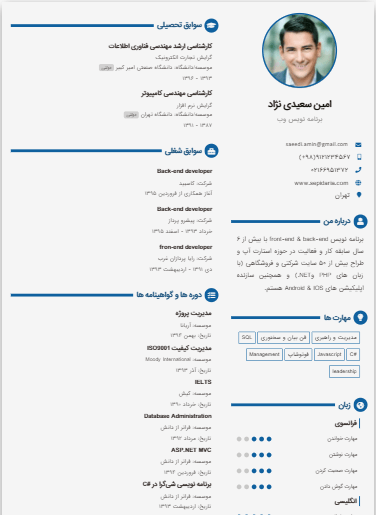 امین سعیدی نژاد
برنامه نویس وب
saeedi.amin@gmail.com
(+۹۸)۹۱۲۱۲۳۴۵۶۷
۰۲۱۶۶۹۵۱۳۷۲
www.sepidaria.com
تهران
درباره من
برنامه نویس front-end & back-end با بیش از ۶
سال سابقه کار و فعالیت در حوزه استارت آپ و
طراح بیش از ۵۰ سایت شرکتی و فروشگاهی (با
زبان های PHP و .NET) و همچنین سازنده
اپلیکیشن های Android & IOS هستم.
مهارت ها
مدیریت و راهبری
فن بیان و سخنوری
SQL
C#
Javascript
فوتوشاپ
Management
leadership
زبان
فرانسوی
مهارت خواندن
مهارت نوشتن
مهارت صحبت کردن
مهارت گوش دادن
انگلیسی
سوابق تحصیلی
کارشناسی ارشد مهندسی فناوری اطلاعات
گرایش تجارت الکترونیک
موسسه/دانشگاه: دانشگاه صنعتی امیر کبیر دولتی
۱۳۹۳ - ۱۳۹۶
کارشناسی مهندسی کامپیوتر
گرایش نرم افزار
موسسه/دانشگاه: دانشگاه تهران دولتی
۱۳۸۷ - ۱۳۹۱
سوابق شغلی
Back-end developer
شرکت: کاسپید
آغاز همکاری از فروردین ۱۳۹۵
Back-end developer
شرکت: پیشرو پرداز
خرداد ۱۳۹۳ - اسفند ۱۳۹۵
fron-end developer
شرکت: رایا پردازان غرب
دی ۱۳۹۱ - اردیبهشت ۱۳۹۳
دوره ها و گواهینامه ها
مدیریت پروژه
موسسه: آریانا
تاریخ: بهمن ۱۳۹۴
مدیریت کیفیت ISO9001
موسسه: Moody International
تاریخ: آذر ۱۳۹۳
IELTS
موسسه: کیش
تاریخ: خرداد ۱۳۹۰
Database Administration
موسسه: فراتر از دانش
تاریخ: مرداد ۱۳۹۲
ASP.NET MVC
موسسه: فراتر از دانش
تاریخ: فروردین ۱۳۹۲
برنامه نویسی شی‌گرا در C#
موسسه: فراتر از دانش
تاریخ: اردیبهشت ۱۳۹۳